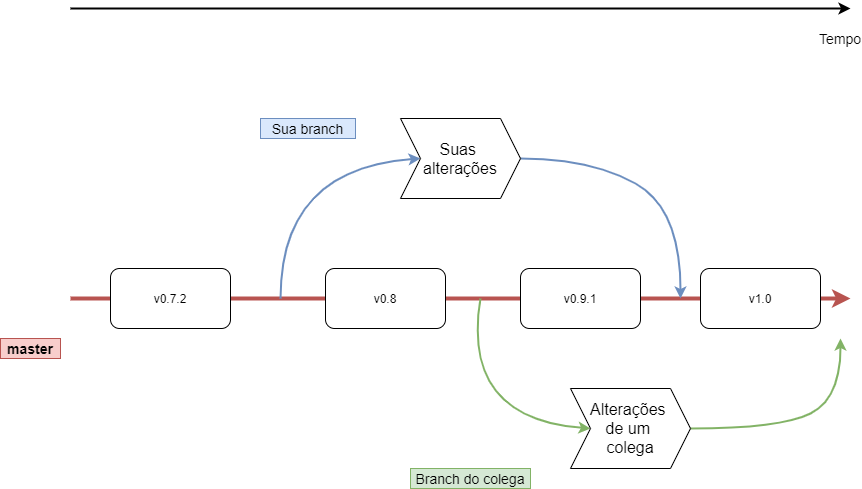 Tempo
Sua branch
Suas
alterações
v0.7.2
v0.8
v0.9.1
v1.0
master
Alterações
de um
colega
Branch do colega